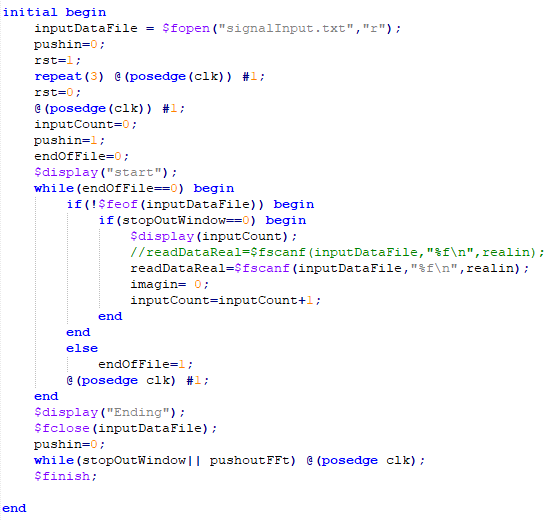 initial begin
    inputDataFile = $fopen("signalInput.txt","r");
    pushin=0;
    rst=1;
    repeat(3) @(posedge(clk)) #1;
    rst=0;
    @(posedge(clk)) #1;
    inputCount=0;
    pushin=1;
    endOfFile=0;
    $display("start");
    while(endOfFile==0) begin
        if(!$feof(inputDataFile)) begin
            if(stopOutWindow==0) begin
                $display(inputCount);
                //readDataReal=$fscanf(inputDataFile,"%f\n",realin);
                readDataReal=$fscanf(inputDataFile,"%f\n",realin);
                imagin= 0;
                inputCount=inputCount+1;
            end
        end
        else
            endOfFile=1;
        @(posedge clk) #1;
    end
    $display("Ending");
    $fclose(inputDataFile);
    pushin=0;
    while(stopOutWindow|| pushoutFFt) @(posedge clk);
    $finish;
end